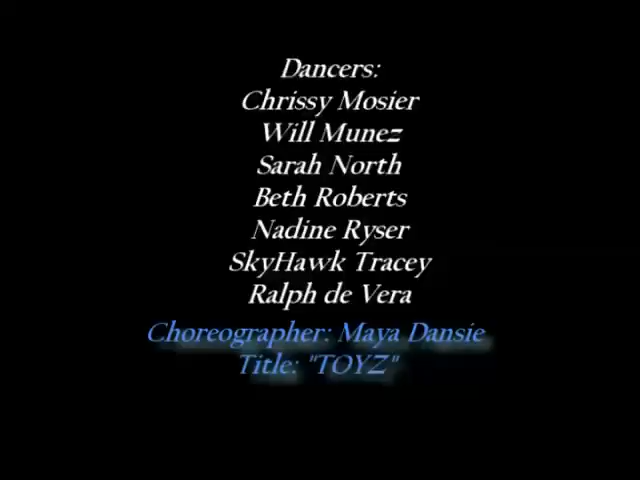 Dancers:
Chrissy Mosier
Will Munez
Sarah North
Beth Roberts
Nadine Ryser
SkyHawk Tracey
Ralph de Vera
Choreographer: Maya Dansie
Title: "TOYZ"